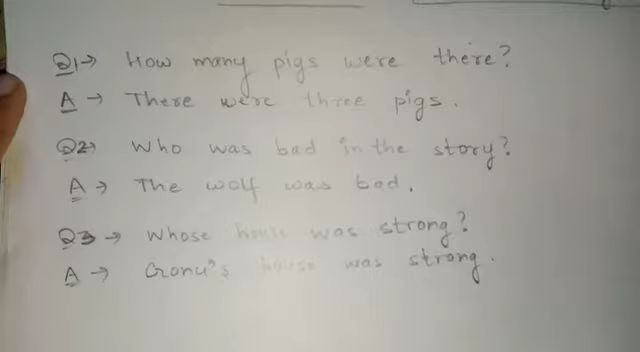 Q1→ How many pigs were there?
A → There were three pigs.
Q2→ Who was bad in the story?
A → The wolf was bad.
Q3 → Whose house was strong?
A → Gronu's house was strong.